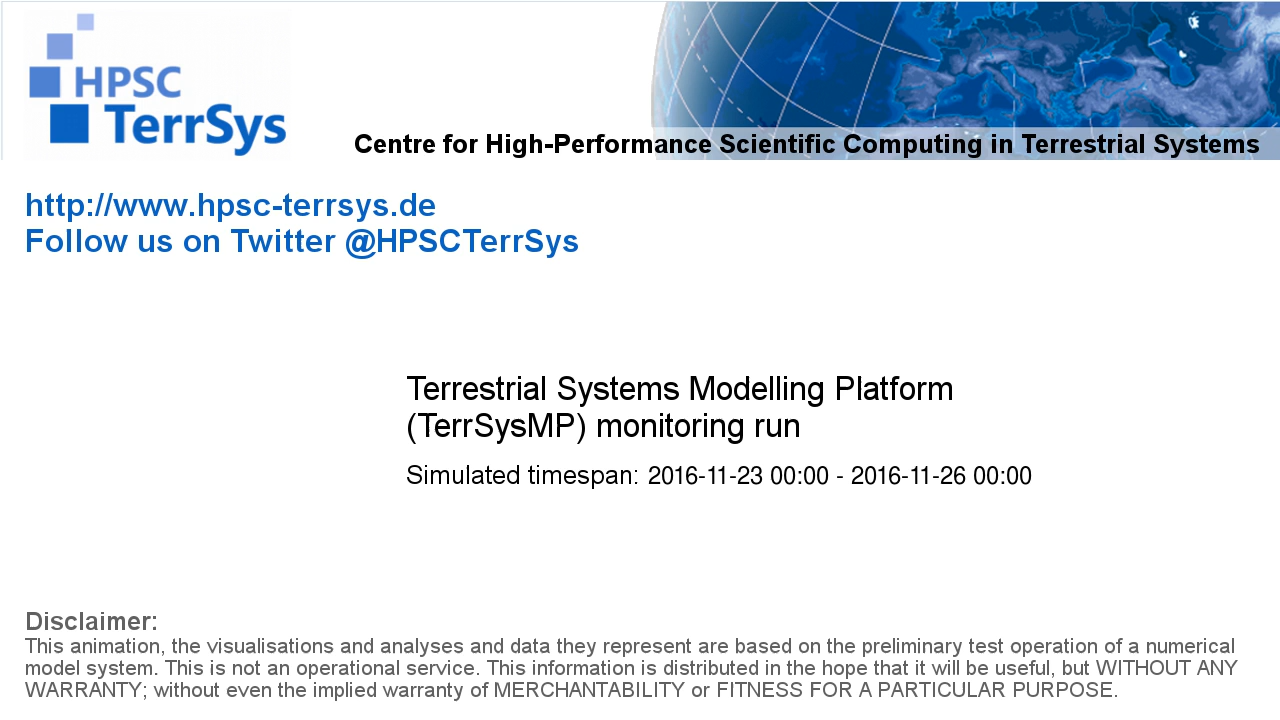 HPSC
TerrSys
Centre for High-Performance Scientific Computing in Terrestrial Systems
http://www.hpsc-terrsys.de
Follow us on Twitter @HPSCTerrSys
Terrestrial Systems Modelling Platform
(TerrSysMP) monitoring run
Simulated timespan: 2016-11-23 00:00 - 2016-11-26 00:00
Disclaimer:
This animation, the visualisations and analyses and data they represent are based on the preliminary test operation of a numerical
model system. This is not an operational service. This information is distributed in the hope that it will be useful, but WITHOUT ANY
WARRANTY; without even the implied warranty of MERCHANTABILITY or FITNESS FOR A PARTICULAR PURPOSE.